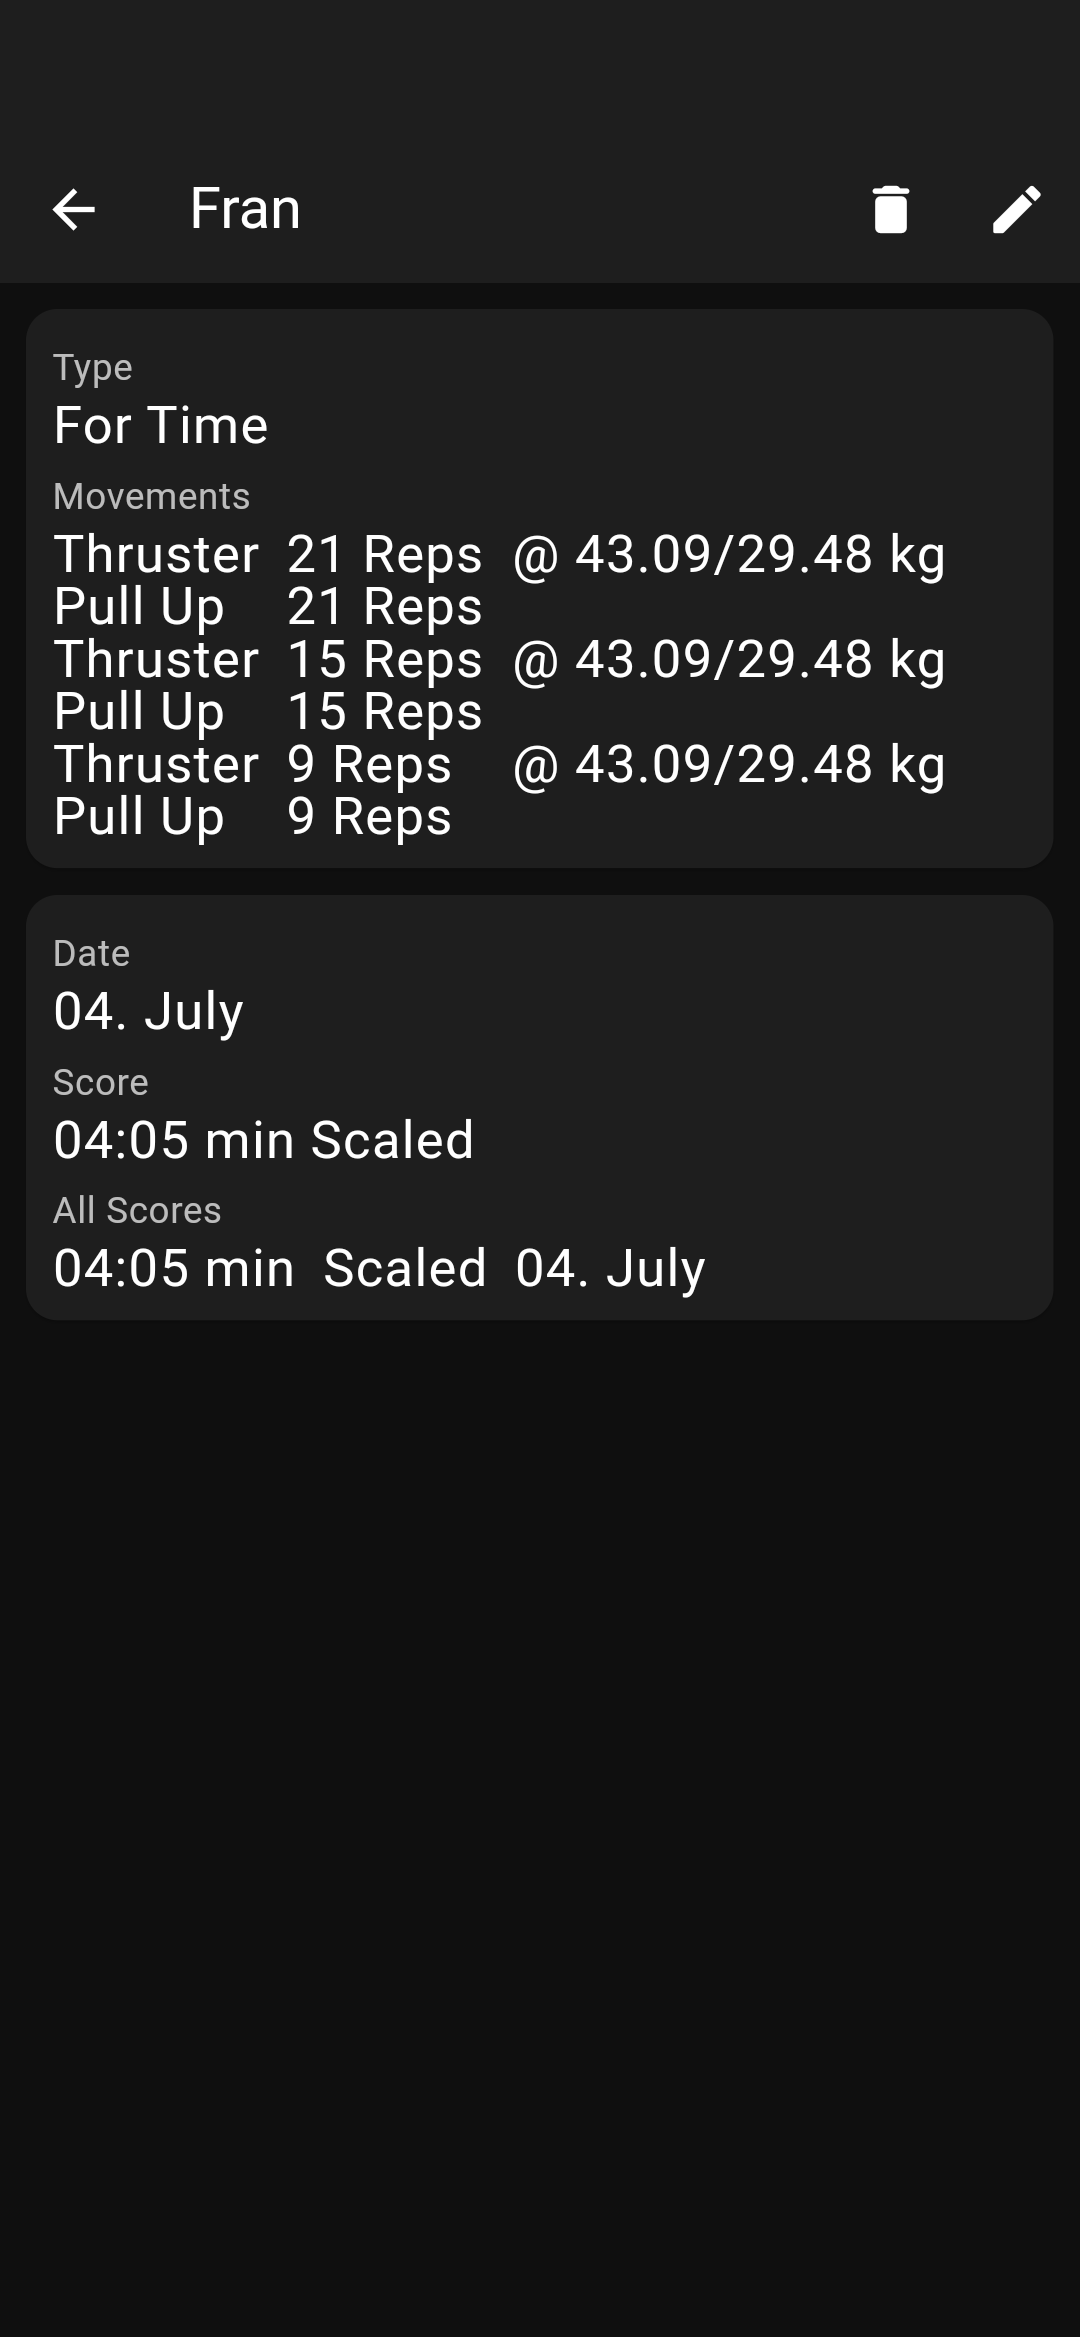 Fran
Type
For Time
Movements
Thruster 21 Reps @ 43.09/29.48 kg
Pull Up 21 Reps
Thruster 15 Reps @ 43.09/29.48 kg
Pull Up 15 Reps
Thruster 9 Reps @ 43.09/29.48 kg
Pull Up 9 Reps
Date
04. July
Score
04:05 min Scaled
All Scores
04:05 min Scaled 04. July